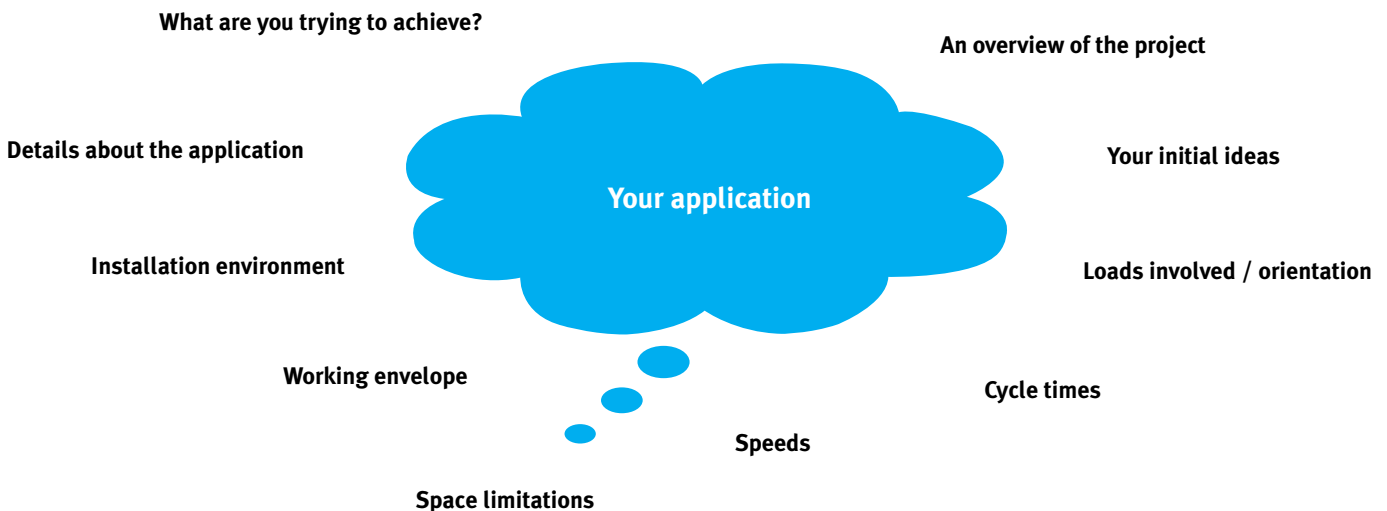 What are you trying to achieve?
An overview of the project
Details about the application
Your initial ideas
Your application
Installation environment
Loads involved / orientation
Working envelope
Cycle times
Speeds
Space limitations